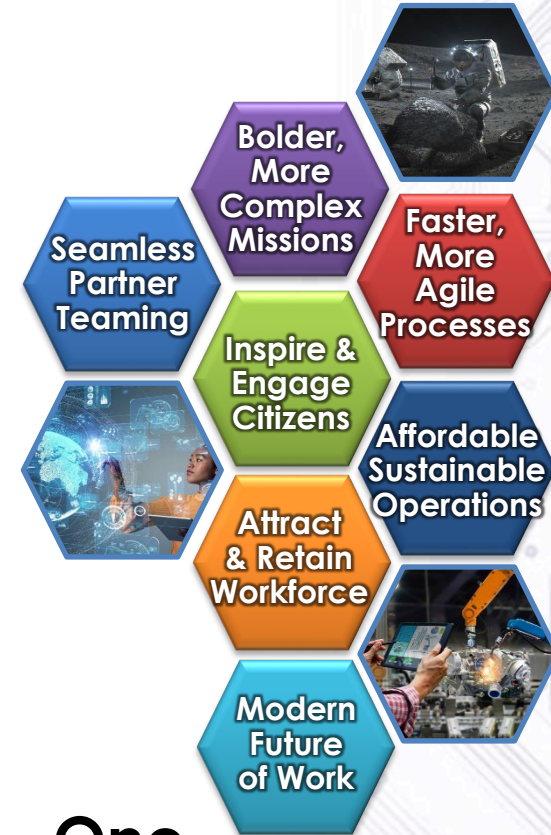 Bolder,
More
Complex
Missions
Seamless
Partner
Teaming
Faster,
More
Agile
Processes
Inspire &
Engage
Citizens
Affordable
Sustainable
Operations
Attract
& Retain
Workforce
Modern
Future
of Work
One